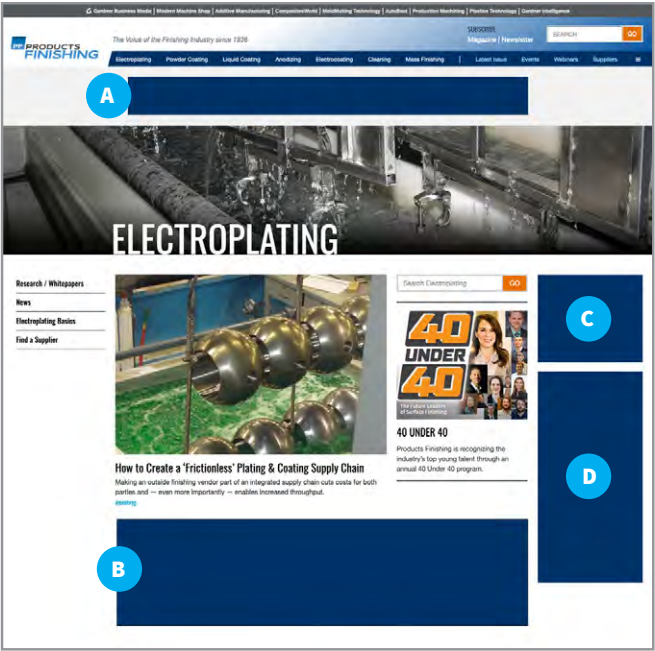 Gardner Business Media | Modern Machine Shop | Additive Manufacturing | CompositesWorld | MoldMaking Technology | AutoBeat | Production Machining | Plastics Technology | Gardner Intelligence
PF PRODUCTS FINISHING
The Voice of the Finishing Industry since 1936
SUBSCRIBE
Magazine | Newsletter
SEARCH
GO
Electroplating Powder Coating Liquid Coating Anodizing Electrocoating Cleaning Mass Finishing | Latest Issue Events Webinars Suppliers
A
ELECTROPLATING
Research / Whitepapers
News
Electroplating Basics
Find a Supplier
How to Create a ‘Frictionless’ Plating & Coating Supply Chain
Making an outside finishing vendor part of an integrated supply chain cuts costs for both
parties and — even more importantly — enables increased throughput.
Search Electroplating
GO
40
UNDER
40
The Future Leaders
of Surface Finishing
40 UNDER 40
Products Finishing is recognizing the
industry's top young talent through an
annual 40 Under 40 program.
C
D
B